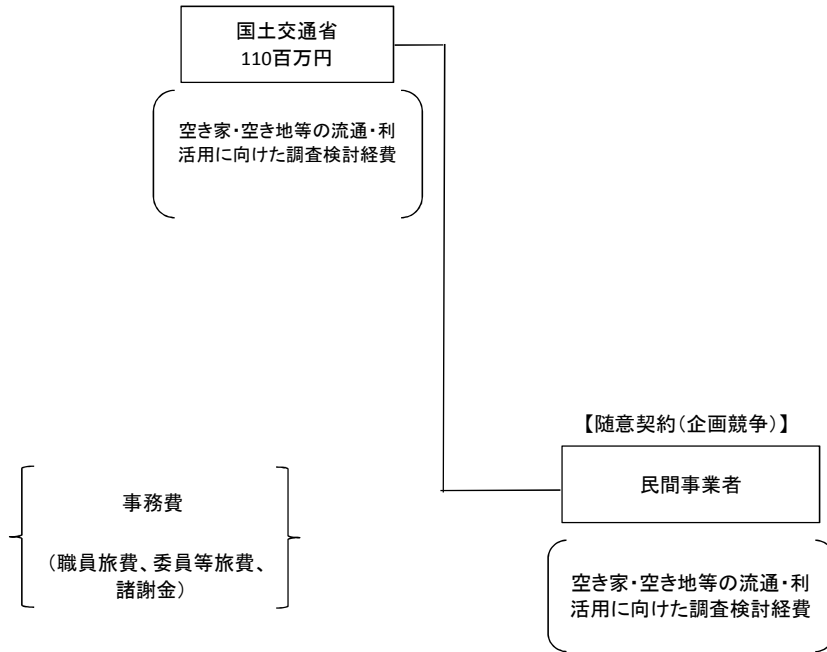 国土交通省
110百万円
空き家・空き地等の流通・利
活用に向けた調査検討経費
【随意契約(企画競争)】
民間事業者
事務費
(職員旅費、委員等旅費、
諸謝金)
空き家・空き地等の流通・利
活用に向けた調査検討経費